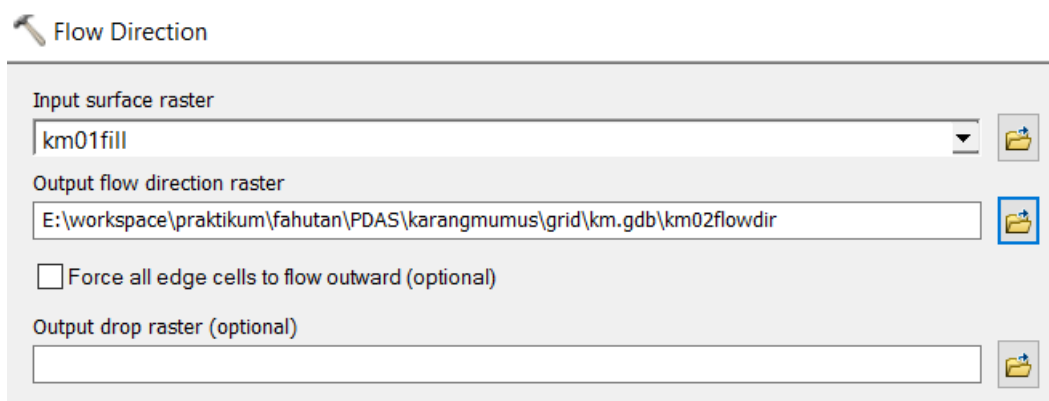 Flow Direction
Input surface raster
km01fill
Output flow direction raster
E:\workspace\praktikum\fahutan\PDAS\karangmumus\grid\km.gdb\km02flowdir
Force all edge cells to flow outward (optional)
Output drop raster (optional)